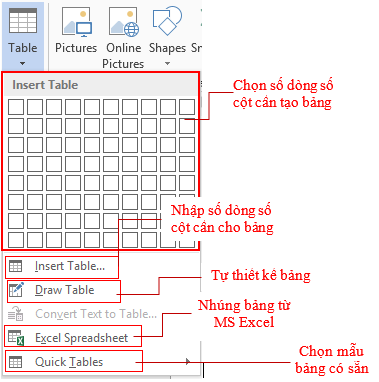 Table
Pictures
Online
Pictures
Shapes
Insert Table
Chọn số dòng số
cột cần tạo bảng
Nhập số dòng số
cột cần cho bảng
Insert Table...
Tự thiết kế bảng
Draw Table
Convert Text to Table...
Nhúng bảng từ
MS Excel
Excel Spreadsheet
Quick Tables
Chọn mẫu
bảng có sẵn